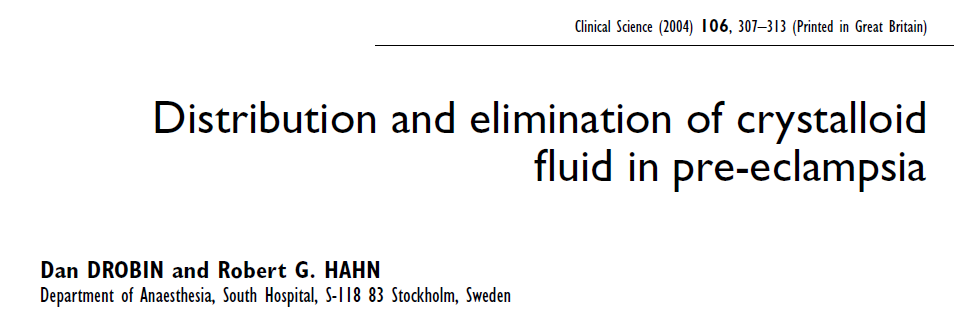 Clinical Science (2004) 106, 307–313 (Printed in Great Britain)
Distribution and elimination of crystalloid
fluid in pre-eclampsia
Dan DROBIN and Robert G. HAHN
Department of Anaesthesia, South Hospital, S-118 83 Stockholm, Sweden